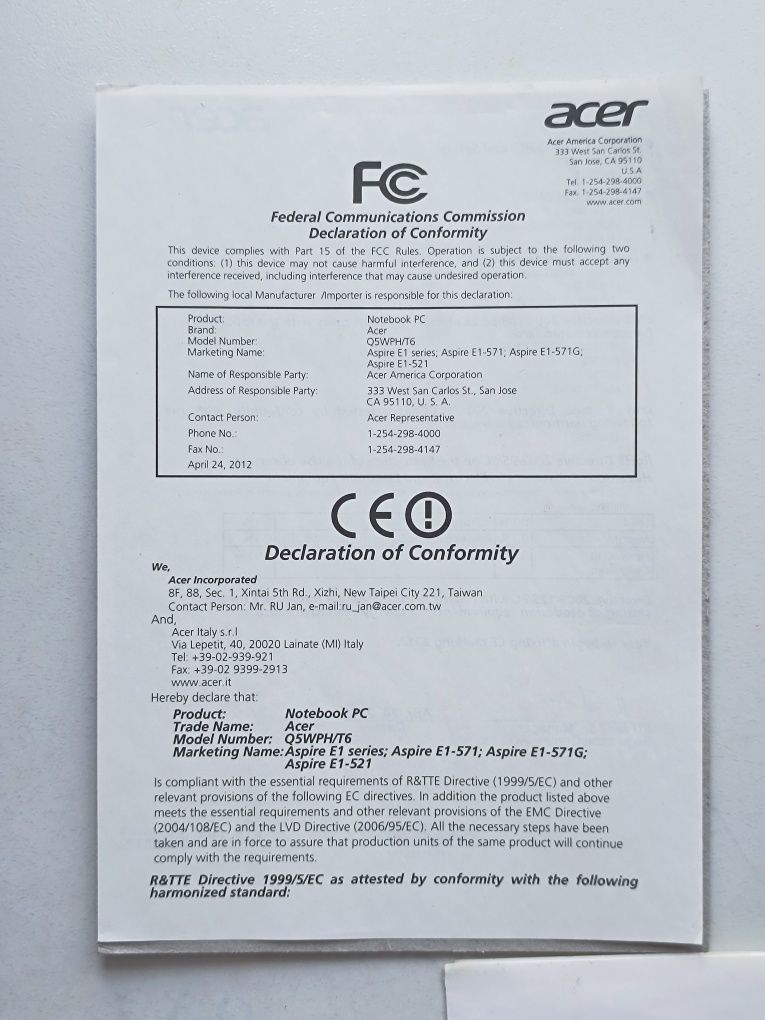 acer
Acer America Corporation
333 West San Carlos St.
San Jose, CA 95110
U.S.A
Tel. 1-254-298-4000
Fax. 1-254-298-4147
www.acer.com
FC
Federal Communications Commission
Declaration of Conformity
This device complies with Part 15 of the FCC Rules. Operation is subject to the following two
conditions: (1) this device may not cause harmful interference, and (2) this device must accept any
interference received, including interference that may cause undesired operation.
The following local Manufacturer /Importer is responsible for this declaration:
Product: Notebook PC
Brand: Acer
Model Number: Q5WPH/T6
Marketing Name: Aspire E1 series; Aspire E1-571; Aspire E1-571G;
Aspire E1-521
Name of Responsible Party: Acer America Corporation
Address of Responsible Party: 333 West San Carlos St., San Jose
CA 95110, U. S. A.
Contact Person: Acer Representative
Phone No.: 1-254-298-4000
Fax No.: 1-254-298-4147
April 24, 2012
CE
Declaration of Conformity
We,
Acer Incorporated
8F, 88, Sec. 1, Xintai 5th Rd., Xizhi, New Taipei City 221, Taiwan
Contact Person: Mr. RU Jan, e-mail:ru_jan@acer.com.tw
And,
Acer Italy s.r.l
Via Lepetit, 40, 20020 Lainate (MI) Italy
Tel: +39-02-939-921
Fax: +39-02 9399-2913
www.acer.it
Hereby declare that:
Product: Notebook PC
Trade Name: Acer
Model Number: Q5WPH/T6
Marketing Name: Aspire E1 series; Aspire E1-571; Aspire E1-571G;
Aspire E1-521
Is compliant with the essential requirements of R&TTE Directive (1999/5/EC) and other
relevant provisions of the following EC directives. In addition the product listed above
meets the essential requirements and other relevant provisions of the EMC Directive
(2004/108/EC) and the LVD Directive (2006/95/EC). All the necessary steps have been
taken and are in force to assure that production units of the same product will continue
comply with the requirements.
R&TTE Directive 1999/5/EC as attested by conformity with the following
harmonized standard: